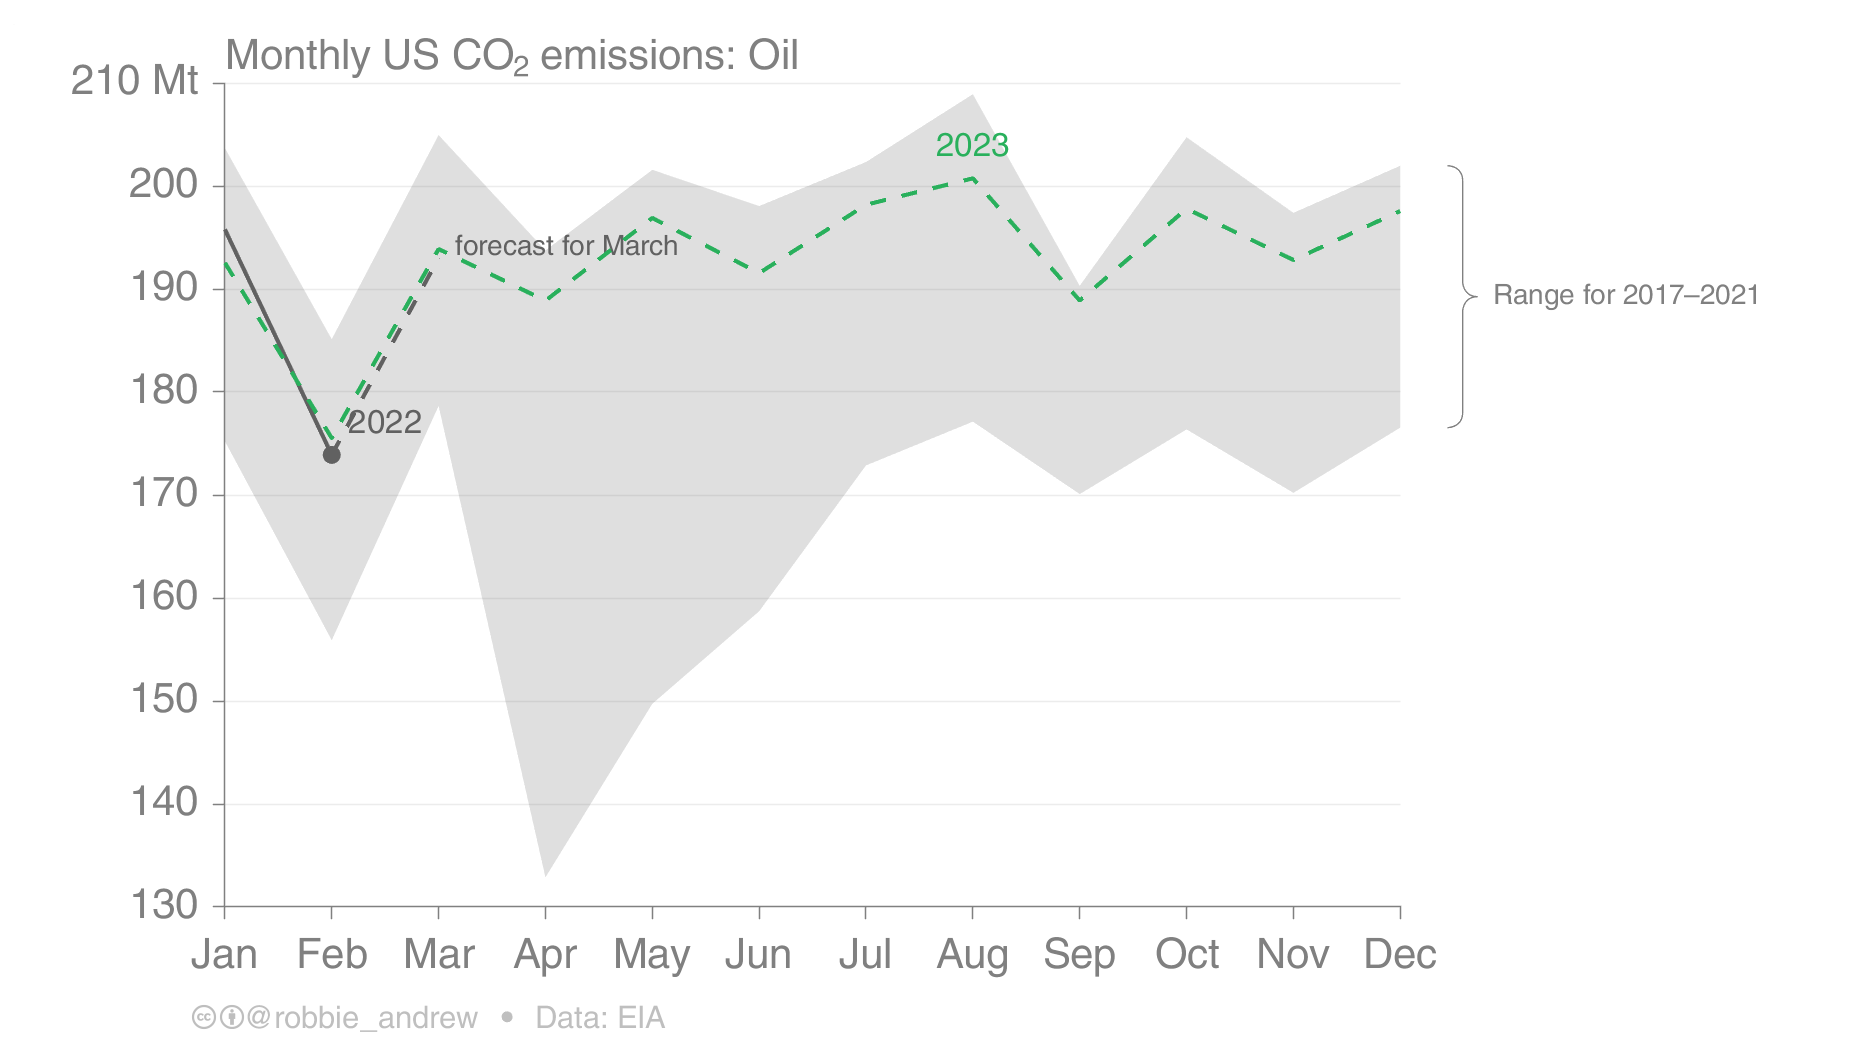 Monthly US CO₂ emissions: Oil
210 Mt
200
190
180
170
160
150
140
130
2023
forecast for March
2022
Range for 2017–2021
Jan Feb Mar Apr May Jun Jul Aug Sep Oct Nov Dec
cc @robbie_andrew • Data: EIA